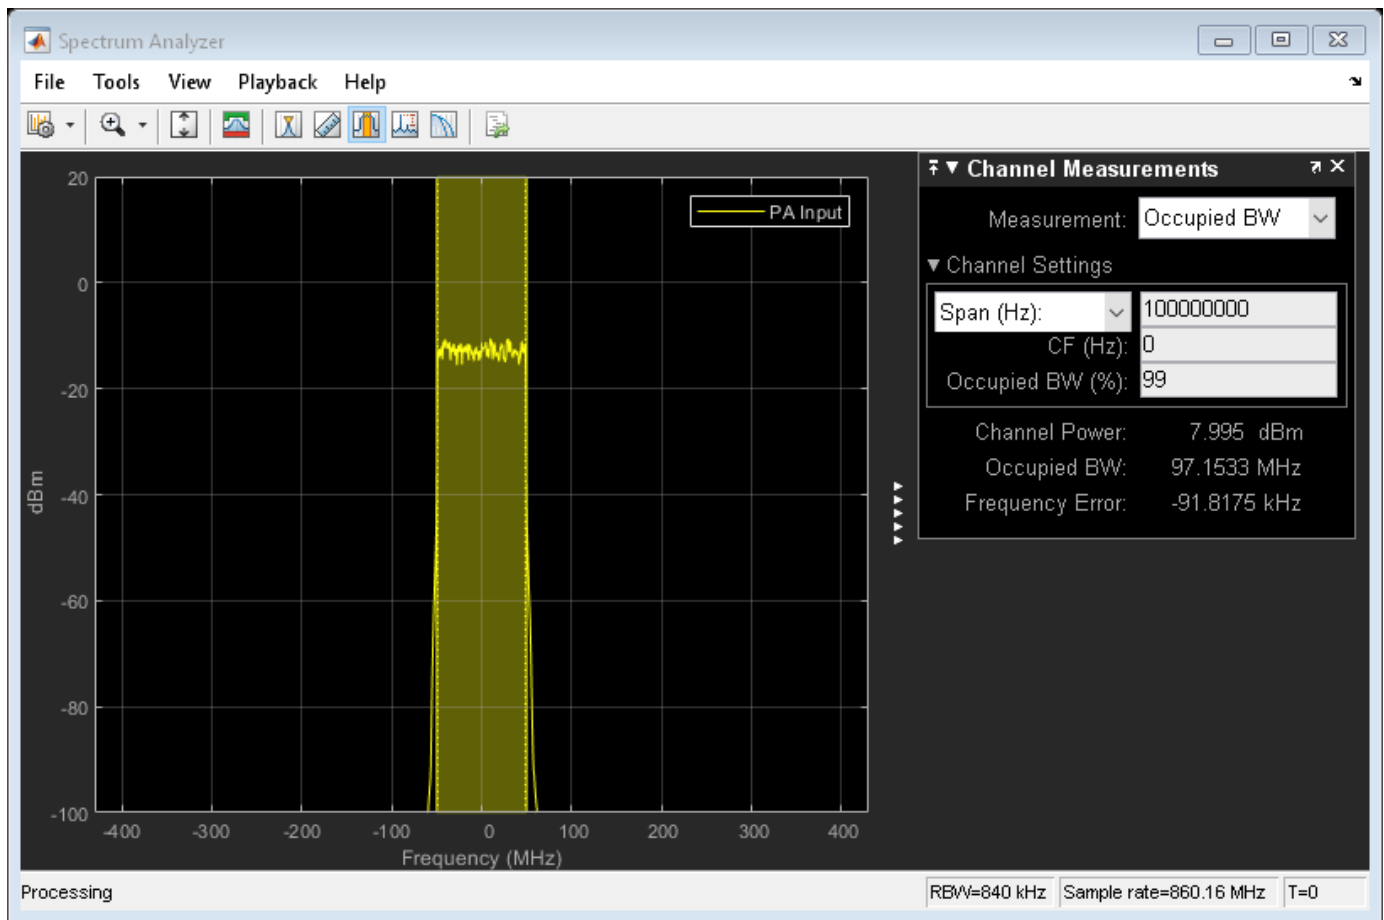 Spectrum Analyzer
File Tools View Playback Help
Channel Measurements
Measurement: Occupied BW
Channel Settings
Span (Hz): 100000000
CF (Hz): 0
Occupied BW (%): 99
Channel Power: 7.995 dBm
Occupied BW: 97.1533 MHz
Frequency Error: -91.8175 kHz
PA Input
20
0
-20
-40
-60
-80
-100
dBm
-400 -300 -200 -100 0 100 200 300 400
Frequency (MHz)
Processing RBW=840 kHz Sample rate=860.16 MHz T=0